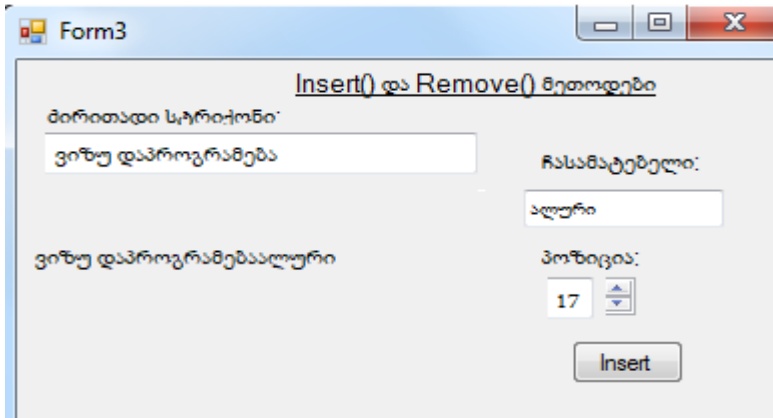 Form3
Insert() და Remove() მეთოდები
ძირითადი სტრიქონი:
ვიზუ დაპროგრამება
ჩასამატებელი:
ალური
ვიზუ დაპროგრამებაალური
პოზიცია:
17
Insert